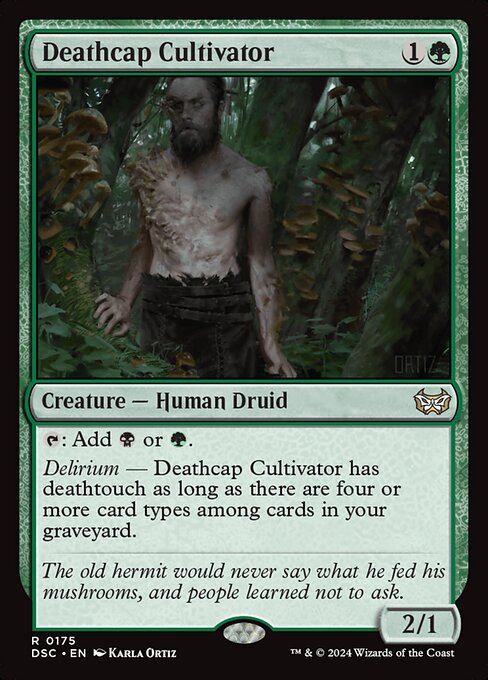 Deathcap Cultivator 1
ORTIZ
Creature — Human Druid
: Add or .
Delirium — Deathcap Cultivator has
deathtouch as long as there are four or
more card types among cards in your
graveyard.
The old hermit would never say what he fed his
mushrooms, and people learned not to ask.
2/1
R 0175
DSC • EN Karla Ortiz
™ & © 2024 Wizards of the Coast